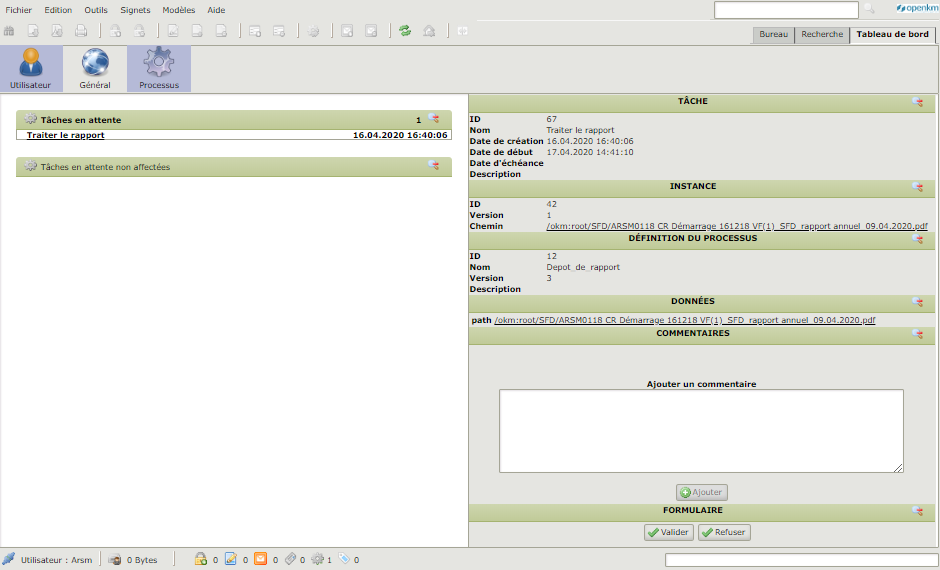 Fichier Edition Outils Signets Modèles Aide
openkm
Bureau Recherche Tableau de bord
Utilisateur Général Processus
Tâches en attente 1
Traiter le rapport 16.04.2020 16:40:06
Tâches en attente non affectées
TÂCHE
ID 67
Nom Traiter le rapport
Date de création 16.04.2020 16:40:06
Date de début 17.04.2020 14:41:10
Date d'échéance
Description
INSTANCE
ID 42
Version 1
Chemin /okm:root/SFD/ARSM0118 CR Démarrage 161218 VF(1)_SFD_rapport annuel_09.04.2020.pdf
DÉFINITION DU PROCESSUS
ID 12
Nom Depot_de_rapport
Version 3
Description
DONNÉES
path /okm:root/SFD/ARSM0118 CR Démarrage 161218 VF(1)_SFD_rapport annuel_09.04.2020.pdf
COMMENTAIRES
Ajouter un commentaire
Ajouter
FORMULAIRE
Valider Refuser
Utilisateur : Arsm 0 Bytes 0 0 0 0 1 0